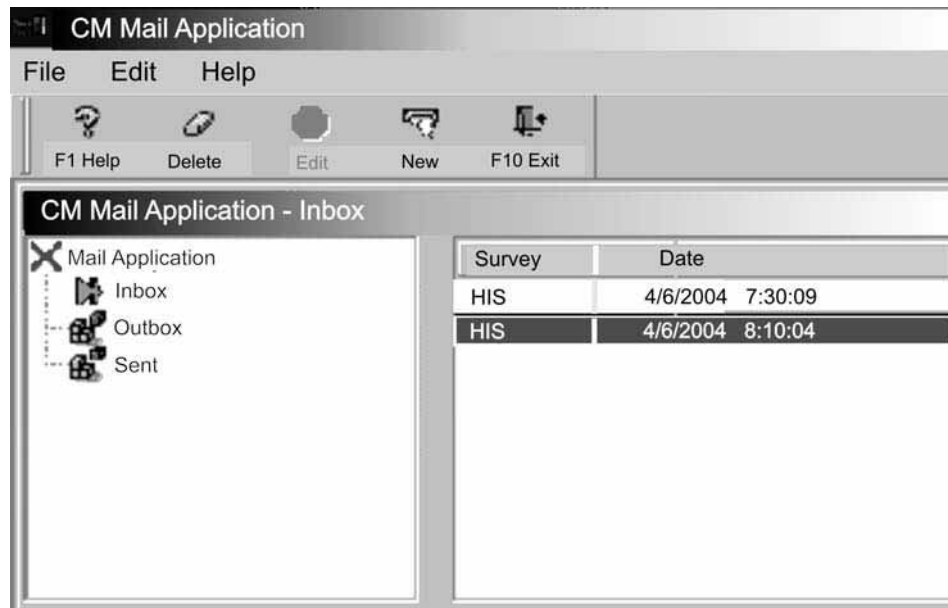 CM Mail Application
File Edit Help
F1 Help Delete Edit New F10 Exit
CM Mail Application - Inbox
Mail Application
Inbox
Outbox
Sent
Survey Date
HIS 4/6/2004 7:30:09
HIS 4/6/2004 8:10:04